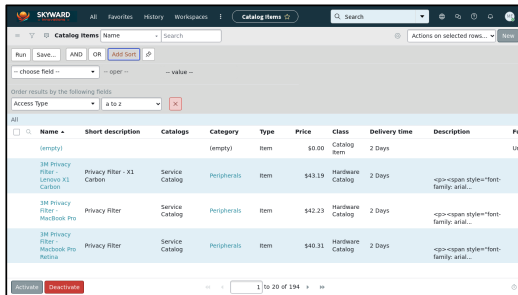 SKYWARD All Favorites History Workspaces Catalog Items Search
Catalog Items Name Search Actions on selected rows... New
Run Save... AND OR Add Sort
-- choose field -- -- oper -- -- value --
Order results by the following fields
Access Type a to z
All
Name Short description Catalogs Category Type Price Class Delivery time Description
(empty) (empty) Item $0.00 Catalog Item 2 Days
3M Privacy Filter - Lenovo X1 Carbon Privacy Filter - X1 Carbon Service Catalog Peripherals Item $43.19 Hardware Catalog 2 Days <p><span style="font-family: arial...
3M Privacy Filter - MacBook Pro Privacy Filter Service Catalog Peripherals Item $42.23 Hardware Catalog 2 Days <p><span style="font-family: arial...
3M Privacy Filter - Macbook Pro Retina Privacy Filter Service Catalog Peripherals Item $40.31 Hardware Catalog 2 Days <p><span style="font-family: arial...
Activate Deactivate 1 to 20 of 194